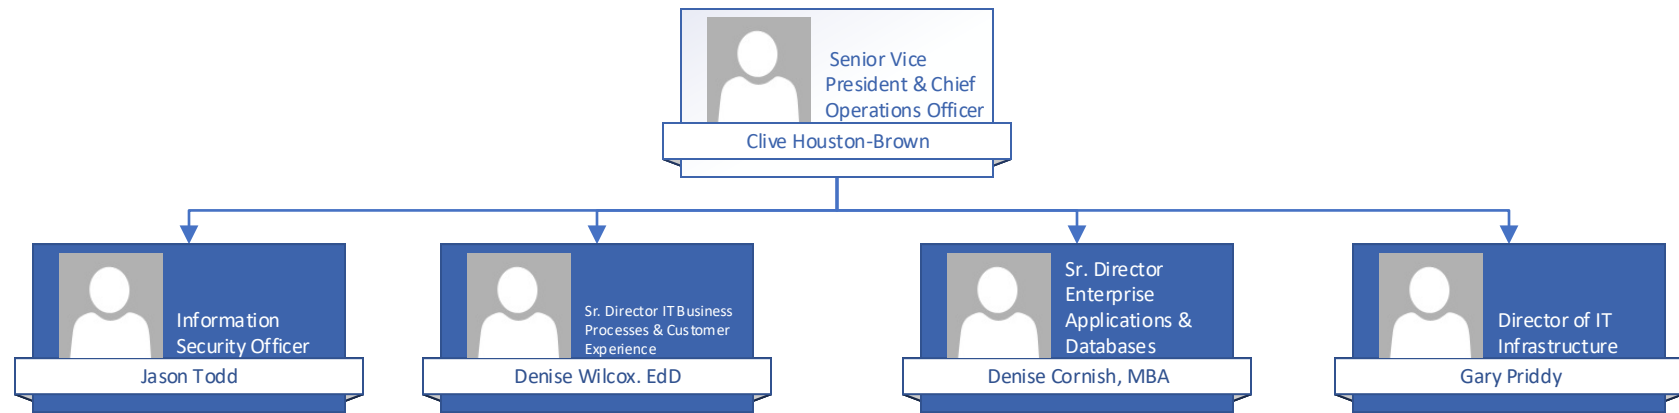 Senior Vice
President & Chief
Operations Officer
Clive Houston-Brown
Information
Security Officer
Jason Todd
Sr. Director IT Business
Processes & Customer
Experience
Denise Wilcox. EdD
Sr. Director
Enterprise
Applications &
Databases
Denise Cornish, MBA
Director of IT
Infrastructure
Gary Priddy